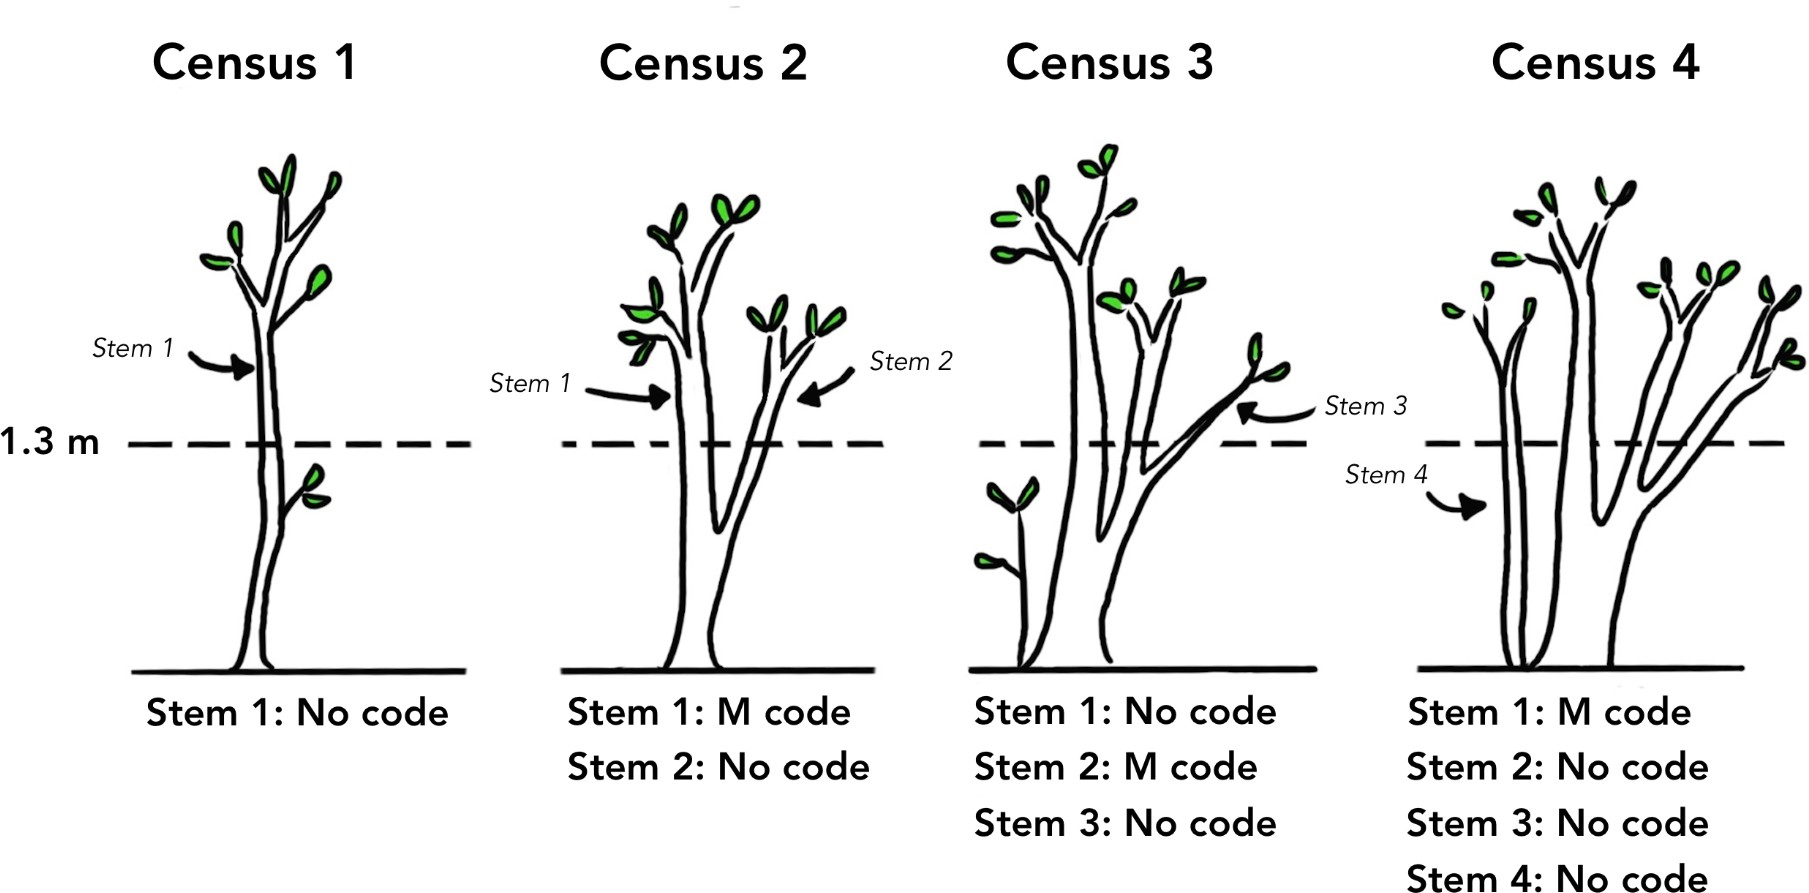 Census 1
Census 2
Census 3
Census 4
Stem 1
Stem 1
Stem 2
Stem 3
1.3 m
Stem 4
Stem 1: No code
Stem 1: M code
Stem 2: No code
Stem 1: No code
Stem 2: M code
Stem 3: No code
Stem 1: M code
Stem 2: No code
Stem 3: No code
Stem 4: No code